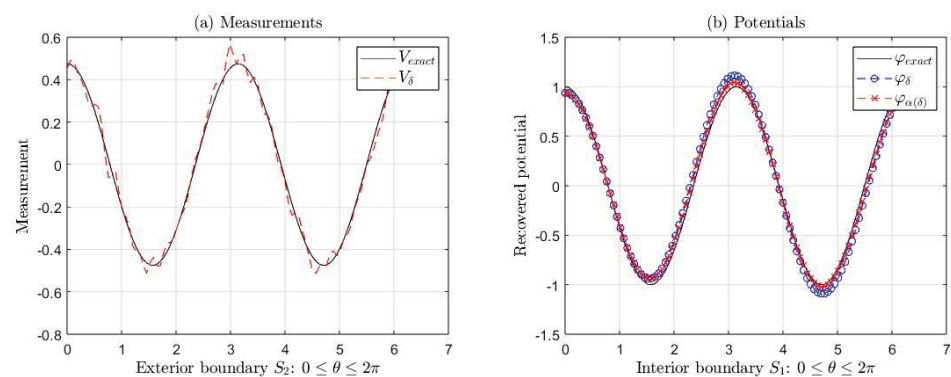 (a) Measurements
0.6
0.4
0.2
0
-0.2
-0.4
-0.6
-0.8
Measurement
0 1 2 3 4 5 6 7
Exterior boundary S₂: 0 ≤ θ ≤ 2π
V_exact
V_δ
(b) Potentials
1.5
1
0.5
0
-0.5
-1
-1.5
Recovered potential
0 1 2 3 4 5 6 7
Interior boundary S₁: 0 ≤ θ ≤ 2π
φ_exact
φ_δ
φ_α(δ)